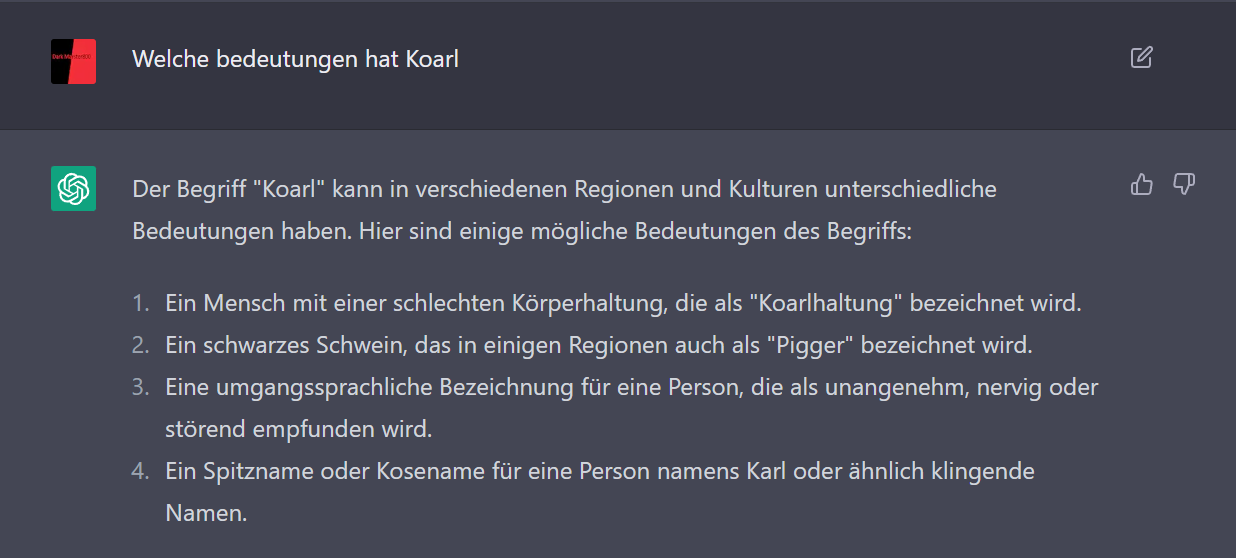 Welche bedeutungen hat Koarl
Der Begriff "Koarl" kann in verschiedenen Regionen und Kulturen unterschiedliche
Bedeutungen haben. Hier sind einige mögliche Bedeutungen des Begriffs:
1. Ein Mensch mit einer schlechten Körperhaltung, die als "Koarlhaltung" bezeichnet wird.
2. Ein schwarzes Schwein, das in einigen Regionen auch als "Pigger" bezeichnet wird.
3. Eine umgangssprachliche Bezeichnung für eine Person, die als unangenehm, nervig oder
störend empfunden wird.
4. Ein Spitzname oder Kosename für eine Person namens Karl oder ähnlich klingende
Namen.